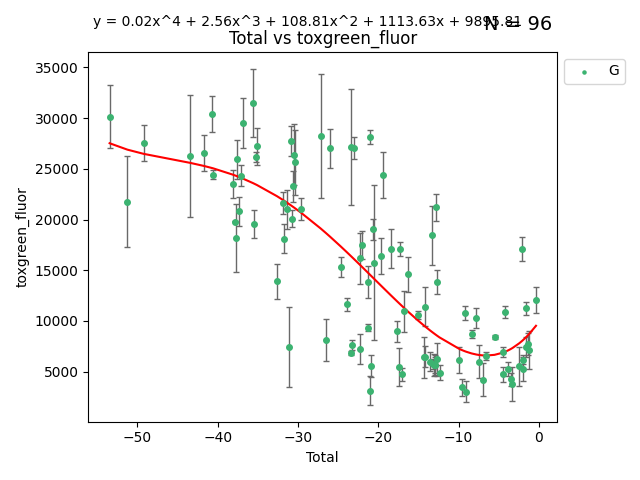 y = 0.02x^4 + 2.56x^3 + 108.81x^2 + 1113.63x + 9895.81
N = 96
Total vs toxgreen_fluor
35000
30000
25000
20000
15000
10000
5000
toxgreen_fluor
G
−50 −40 −30 −20 −10 0
Total